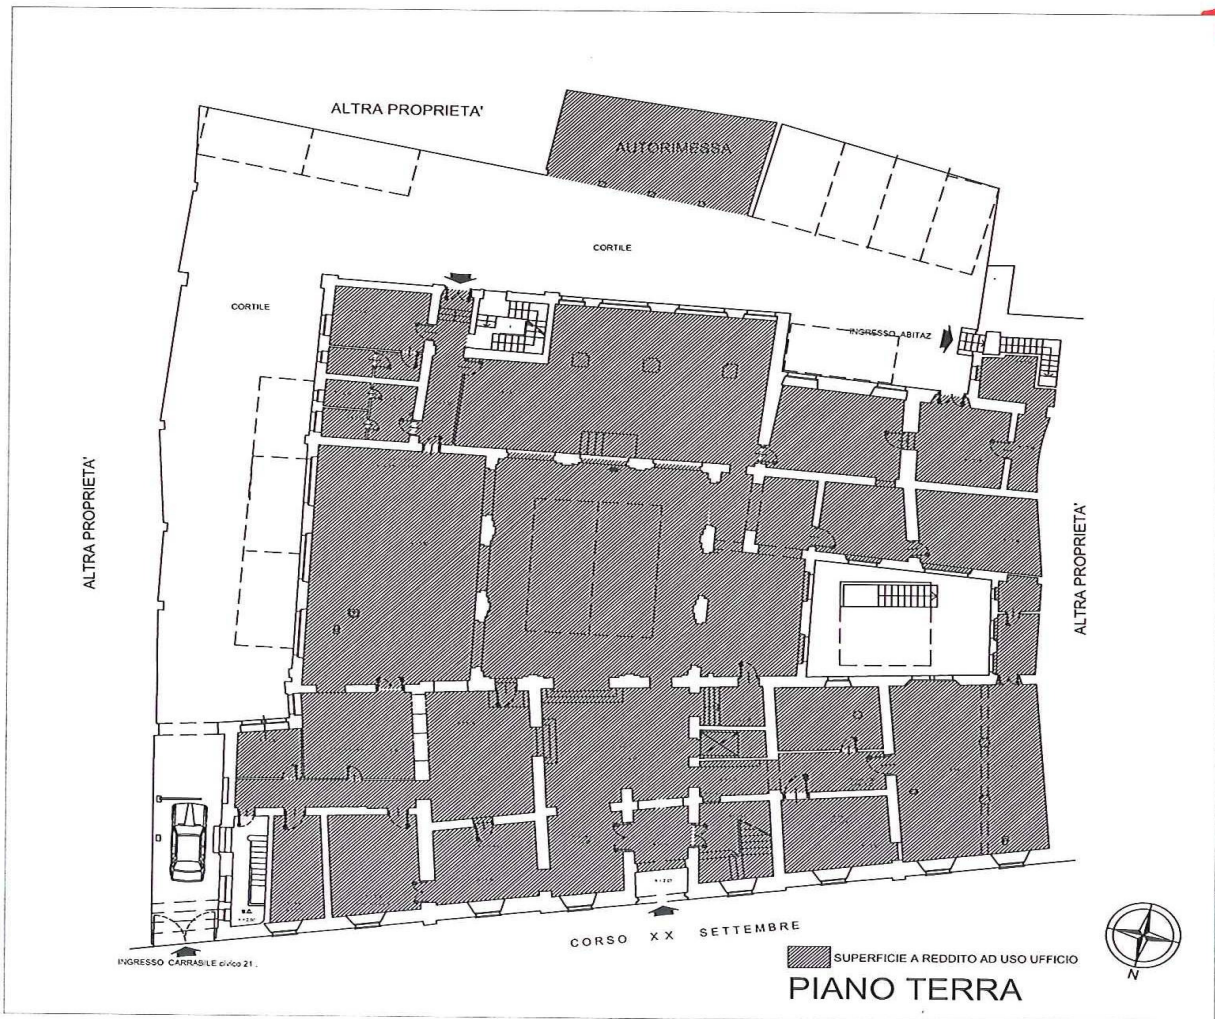 ALTRA PROPRIETA'
AUTORIMESSA
CORTILE
CORTILE
INGRESSO ABITAZ
ALTRA PROPRIETA'
ALTRA PROPRIETA'
CORSO XX SETTEMBRE
INGRESSO CARRABILE civico 21 .
SUPERFICIE A REDDITO AD USO UFFICIO
PIANO TERRA
N